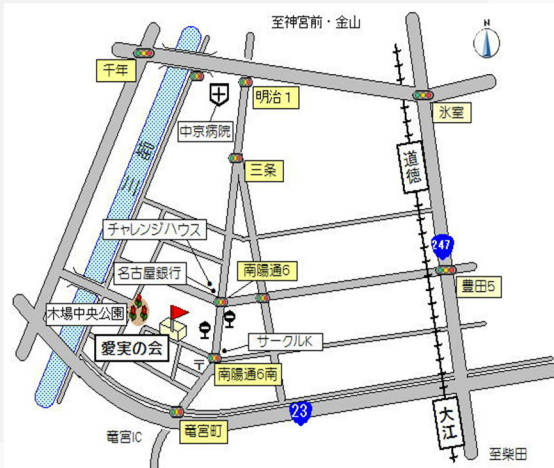 至神宮前・金山
N
千年
明治1
氷室
中京病院
三条
道徳
チャレンジハウス
247
名古屋銀行
南陽通6
豊田5
木場中央公園
サークルK
愛実の会
〒
南陽通6南
23
大江
竜宮IC
竜宮町
至柴田